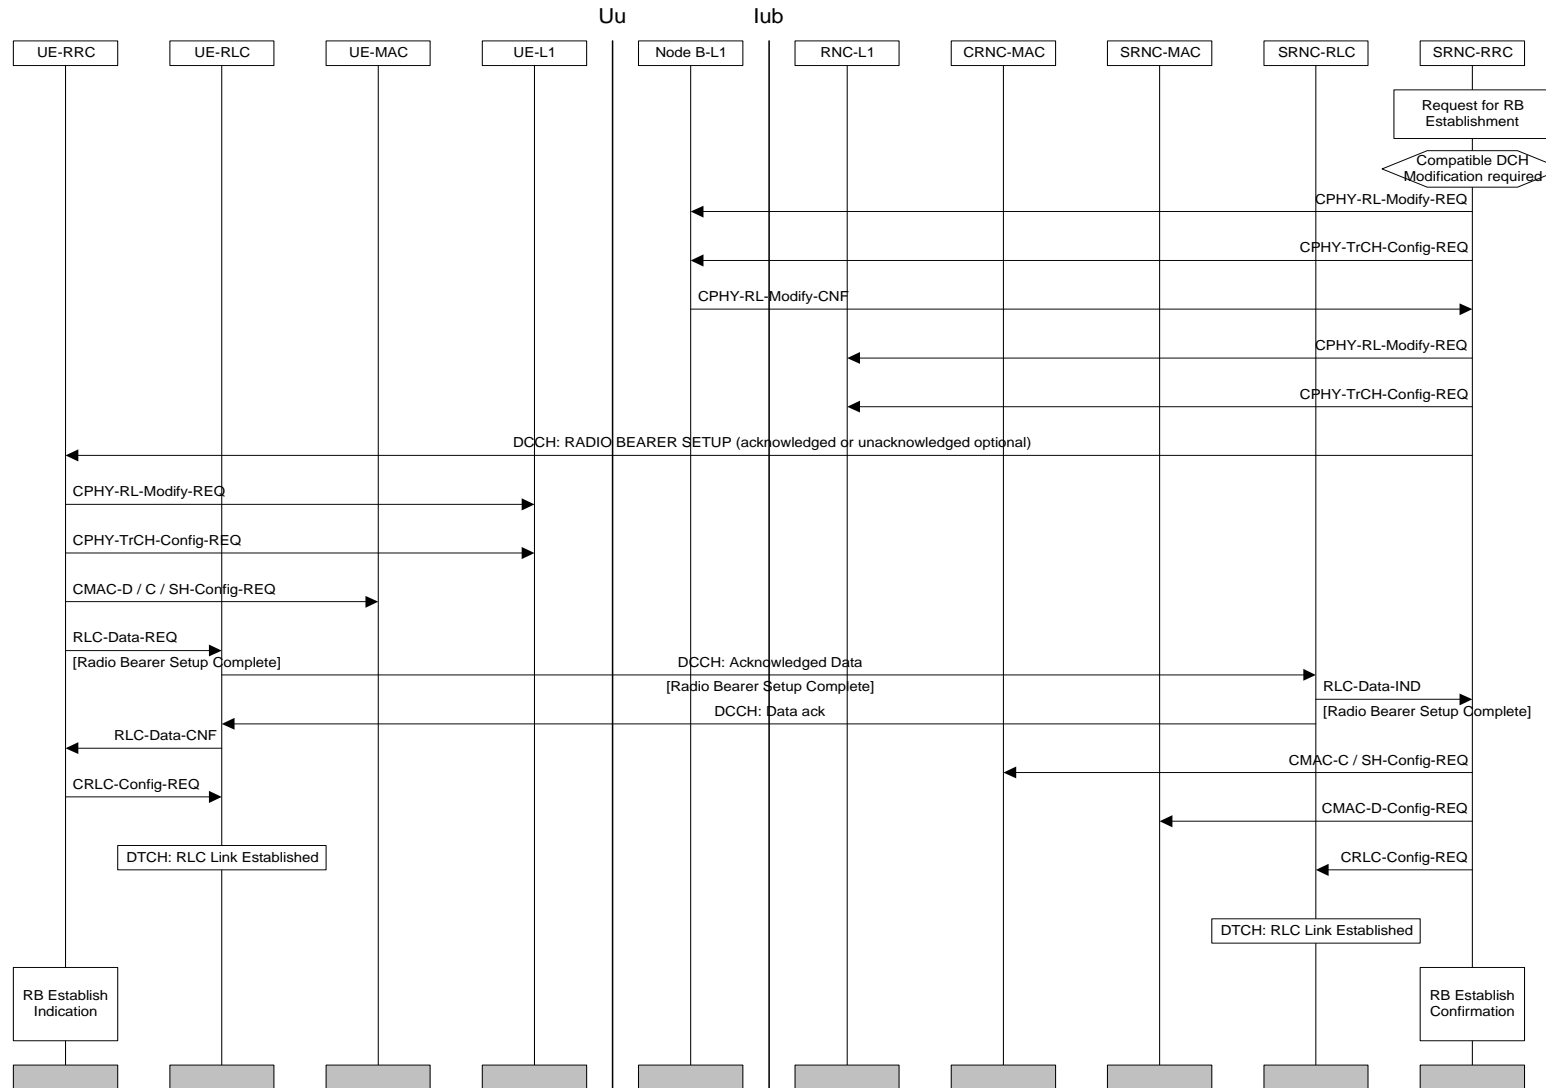 Uu
Iub
UE-RRC
UE-RLC
UE-MAC
UE-L1
Node B-L1
RNC-L1
CRNC-MAC
SRNC-MAC
SRNC-RLC
SRNC-RRC
Request for RB
Establishment
Compatible DCH
Modification required
CPHY-RL-Modify-REQ
CPHY-TrCH-Config-REQ
CPHY-RL-Modify-CNF
CPHY-RL-Modify-REQ
CPHY-TrCH-Config-REQ
DCCH: RADIO BEARER SETUP (acknowledged or unacknowledged optional)
CPHY-RL-Modify-REQ
CPHY-TrCH-Config-REQ
CMAC-D / C / SH-Config-REQ
RLC-Data-REQ
[Radio Bearer Setup Complete]
DCCH: Acknowledged Data
[Radio Bearer Setup Complete]
RLC-Data-IND
[Radio Bearer Setup Complete]
DCCH: Data ack
RLC-Data-CNF
CMAC-C / SH-Config-REQ
CRLC-Config-REQ
CMAC-D-Config-REQ
DTCH: RLC Link Established
CRLC-Config-REQ
DTCH: RLC Link Established
RB Establish
Indication
RB Establish
Confirmation